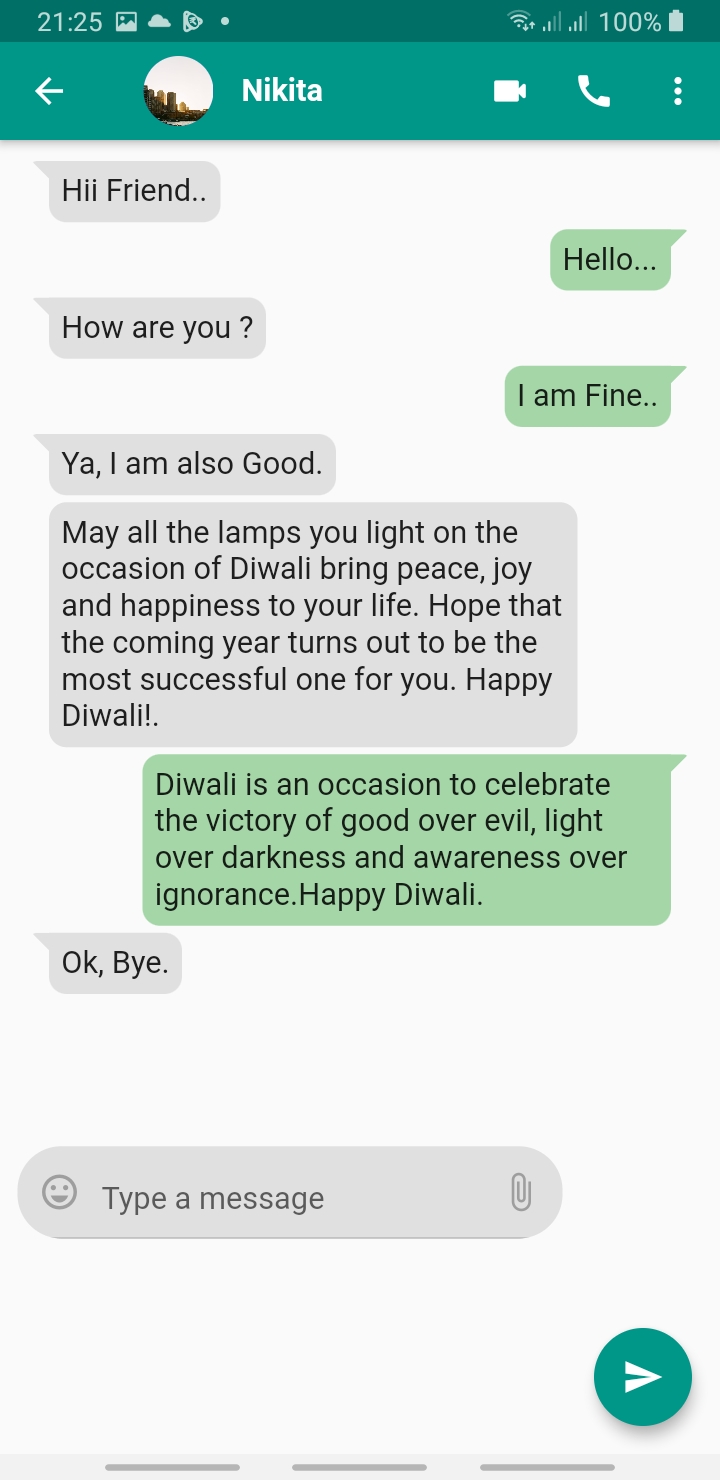 21:25 100%
Nikita
Hii Friend..
Hello...
How are you ?
I am Fine..
Ya, I am also Good.
May all the lamps you light on the
occasion of Diwali bring peace, joy
and happiness to your life. Hope that
the coming year turns out to be the
most successful one for you. Happy
Diwali!.
Diwali is an occasion to celebrate
the victory of good over evil, light
over darkness and awareness over
ignorance.Happy Diwali.
Ok, Bye.
Type a message